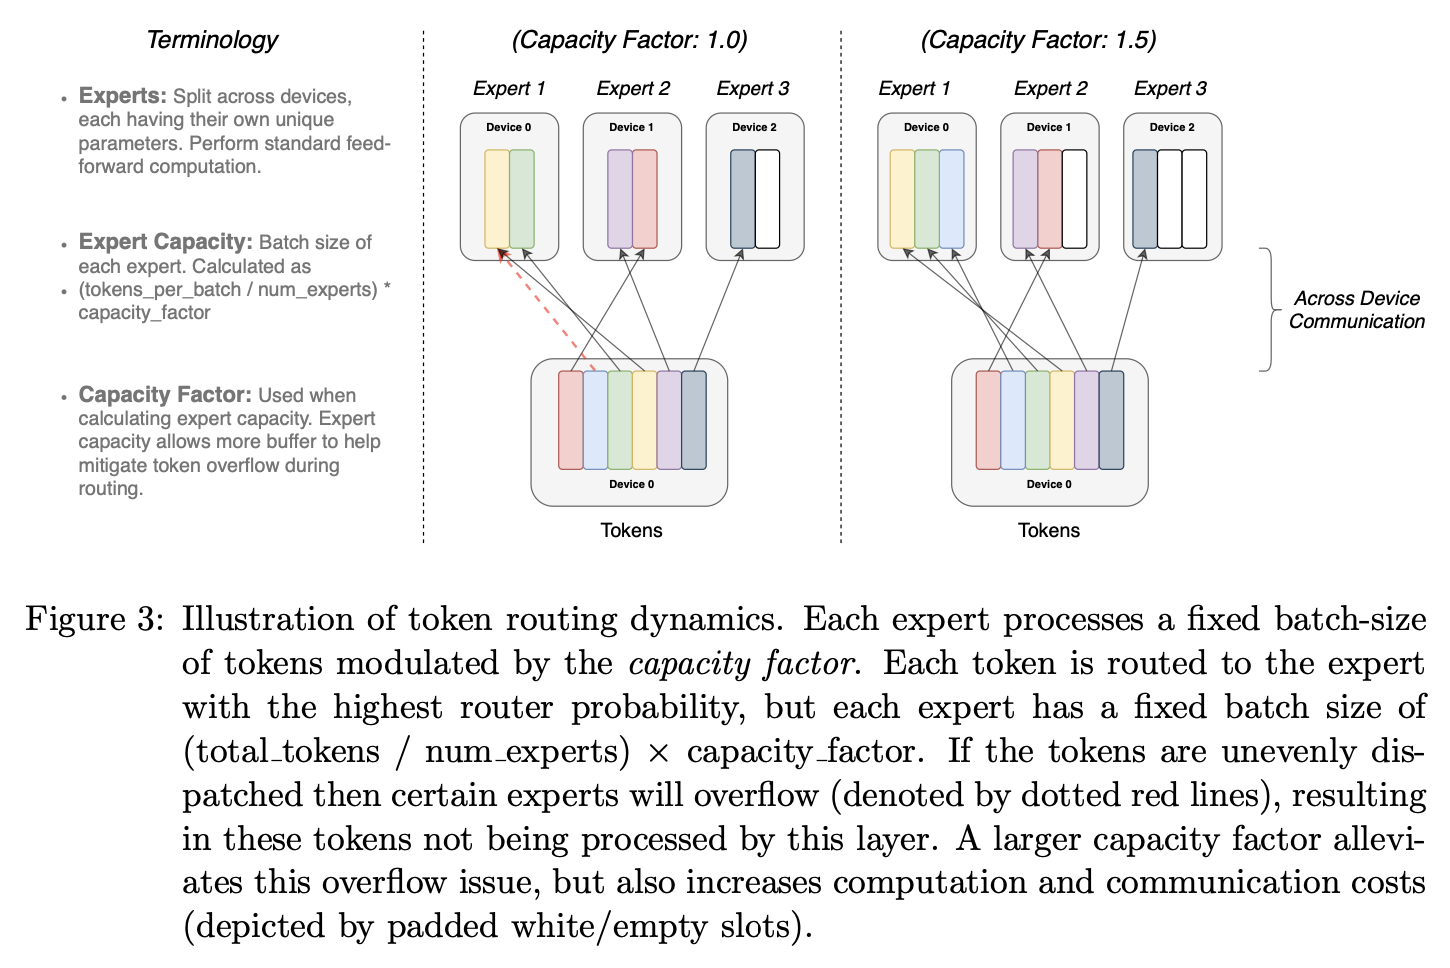 Terminology
• Experts: Split across devices,
each having their own unique
parameters. Perform standard feed-
forward computation.
• Expert Capacity: Batch size of
each expert. Calculated as
• (tokens_per_batch / num_experts) *
capacity_factor
• Capacity Factor: Used when
calculating expert capacity. Expert
capacity allows more buffer to help
mitigate token overflow during
routing.
(Capacity Factor: 1.0)
Expert 1 Expert 2 Expert 3
Device 0 Device 1 Device 2
Device 0
Tokens
(Capacity Factor: 1.5)
Expert 1 Expert 2 Expert 3
Device 0 Device 1 Device 2
Device 0
Tokens
Across Device
Communication
Figure 3: Illustration of token routing dynamics. Each expert processes a fixed batch-size
of tokens modulated by the capacity factor. Each token is routed to the expert
with the highest router probability, but each expert has a fixed batch size of
(total_tokens / num_experts) × capacity_factor. If the tokens are unevenly dis-
patched then certain experts will overflow (denoted by dotted red lines), resulting
in these tokens not being processed by this layer. A larger capacity factor allevi-
ates this overflow issue, but also increases computation and communication costs
(depicted by padded white/empty slots).